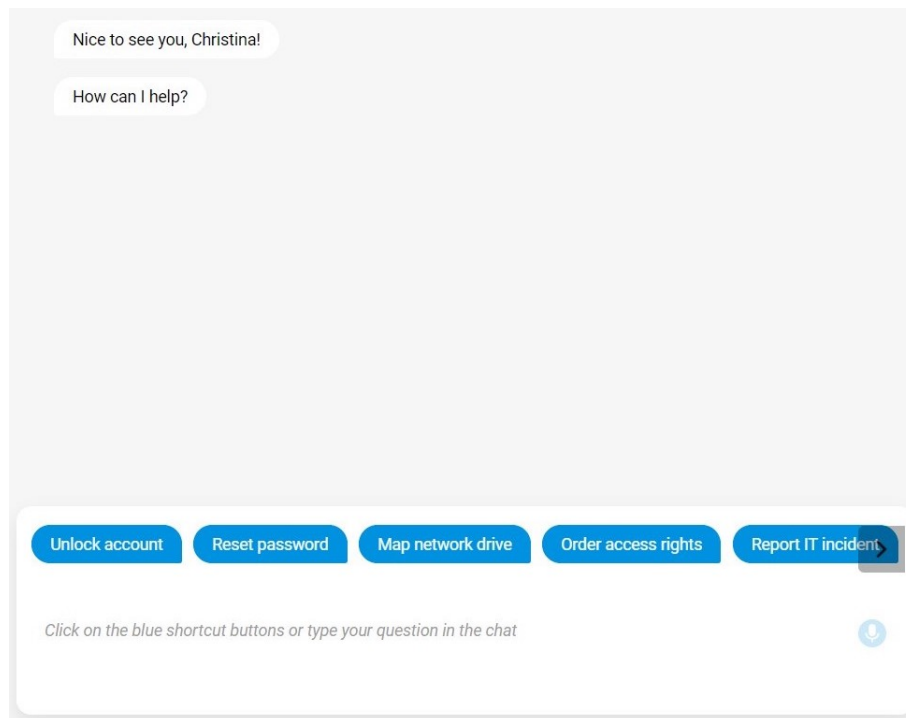 Nice to see you, Christina!
How can I help?
Unlock account Reset password Map network drive Order access rights Report IT incident
Click on the blue shortcut buttons or type your question in the chat